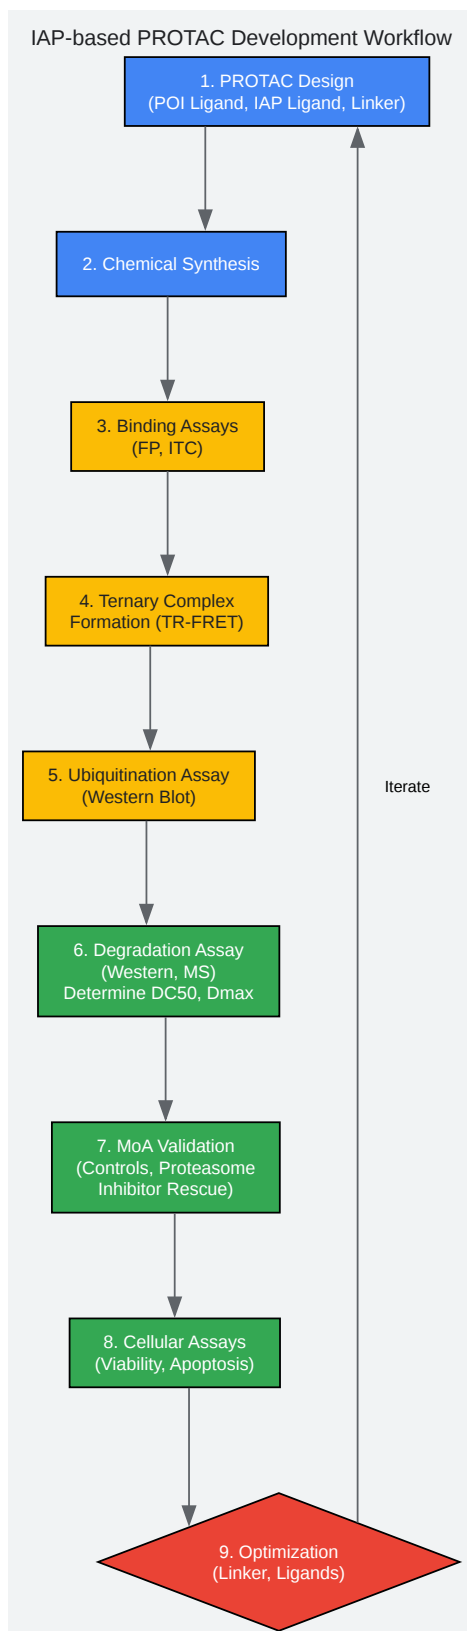 IAP-based PROTAC Development Workflow
1. PROTAC Design
(POI Ligand, IAP Ligand, Linker)
2. Chemical Synthesis
3. Binding Assays
(FP, ITC)
4. Ternary Complex
Formation (TR-FRET)
5. Ubiquitination Assay
(Western Blot)
Iterate
6. Degradation Assay
(Western, MS)
Determine DC50, Dmax
7. MoA Validation
(Controls, Proteasome
Inhibitor Rescue)
8. Cellular Assays
(Viability, Apoptosis)
9. Optimization
(Linker, Ligands)